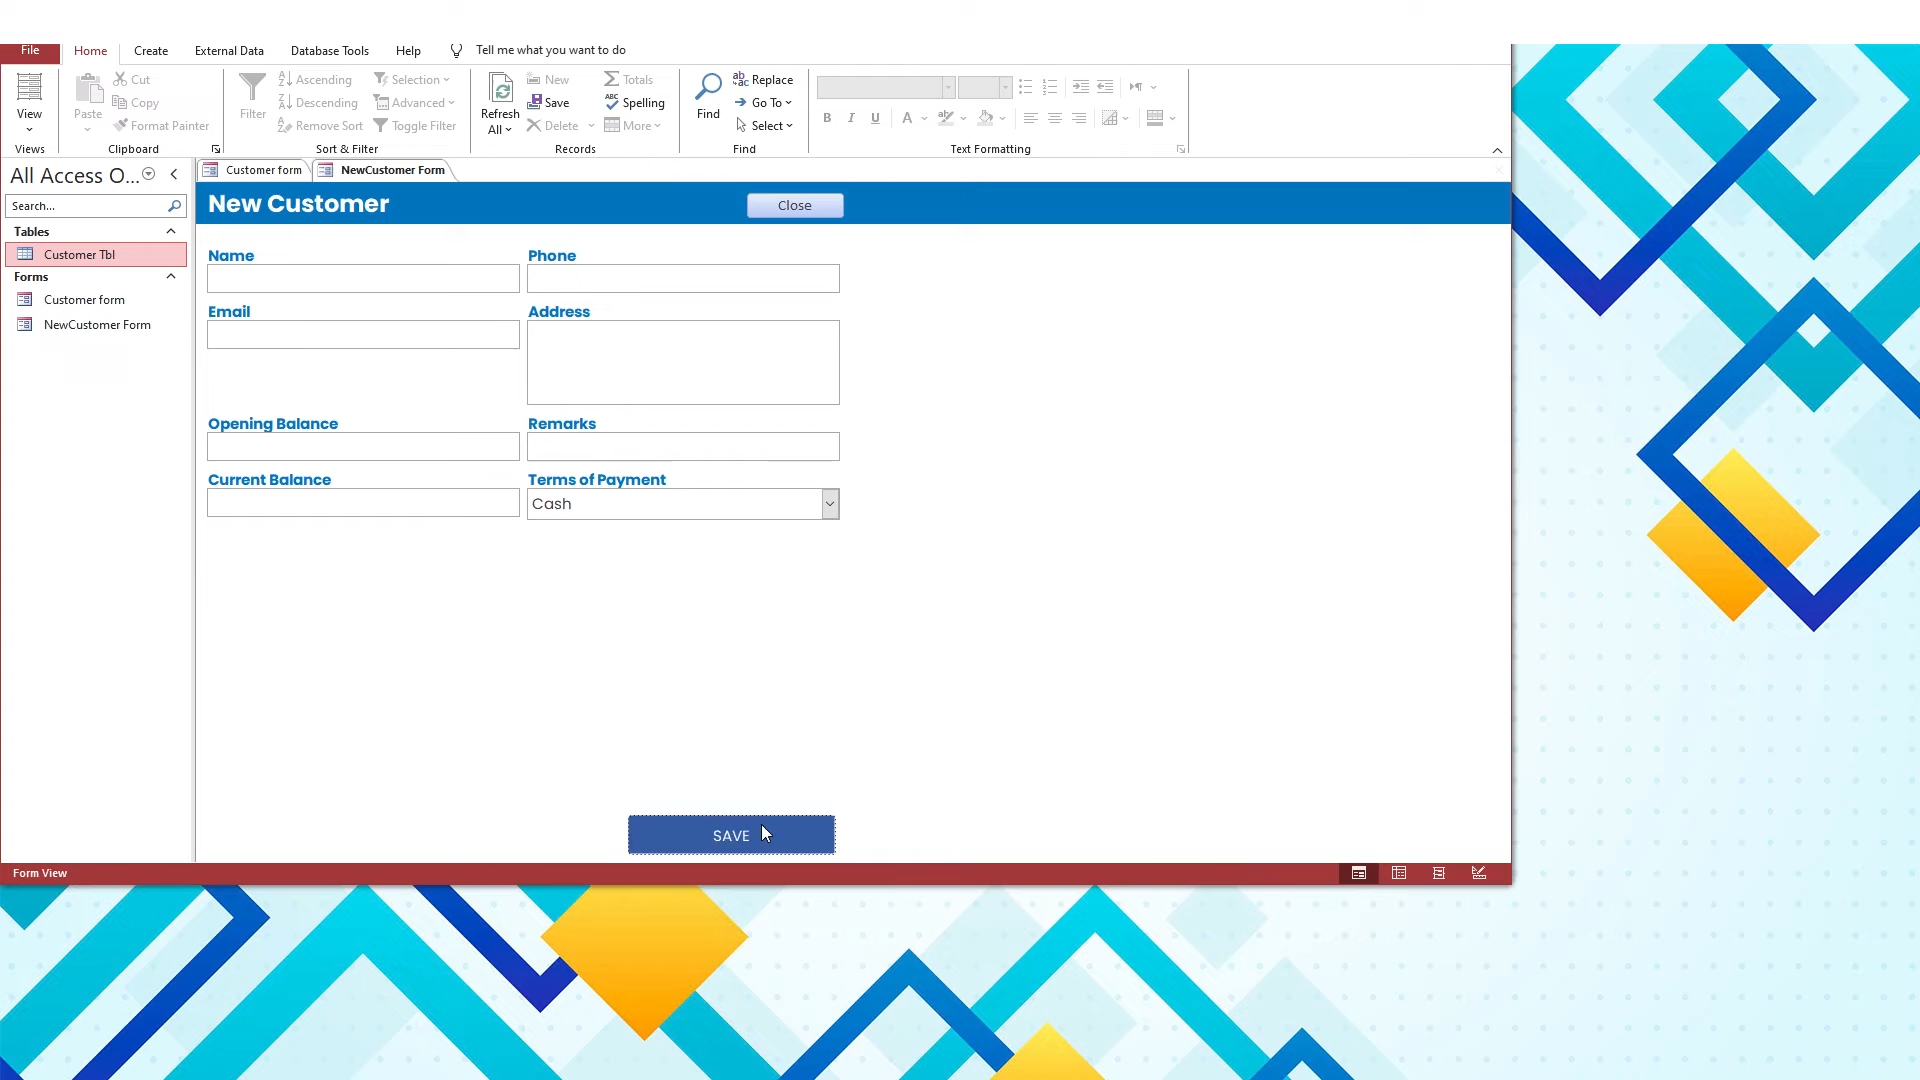 File Home Create External Data Database Tools Help Tell me what you want to do
View
Views
Paste
Cut
Copy
Format Painter
Clipboard
Filter
Ascending
Descending
Remove Sort
Selection
Advanced
Toggle Filter
Sort & Filter
Refresh
All
New
Save
Delete
Totals
Spelling
More
Records
Find
Replace
Go To
Select
Find
B I U A
Text Formatting
All Access O...
Search...
Tables
Customer Tbl
Forms
Customer form
NewCustomer Form
Customer form NewCustomer Form
New Customer Close
Name Phone
Email Address
Opening Balance Remarks
Current Balance Terms of Payment
Cash
SAVE
Form View